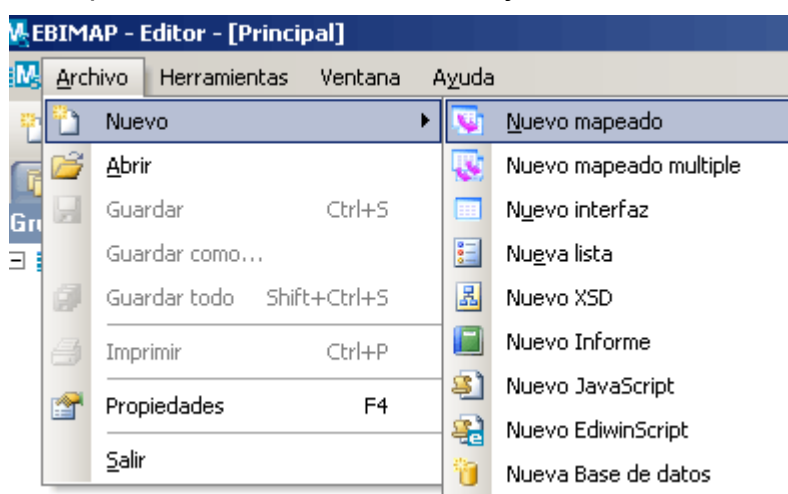 EBIMAP - Editor - [Principal]
Archivo Herramientas Ventana Ayuda
Nuevo
Abrir
Guardar Ctrl+S
Guardar como...
Guardar todo Shift+Ctrl+S
Imprimir Ctrl+P
Propiedades F4
Salir
Nuevo mapeado
Nuevo mapeado multiple
Nuevo interfaz
Nueva lista
Nuevo XSD
Nuevo Informe
Nuevo JavaScript
Nuevo EdiwinScript
Nueva Base de datos